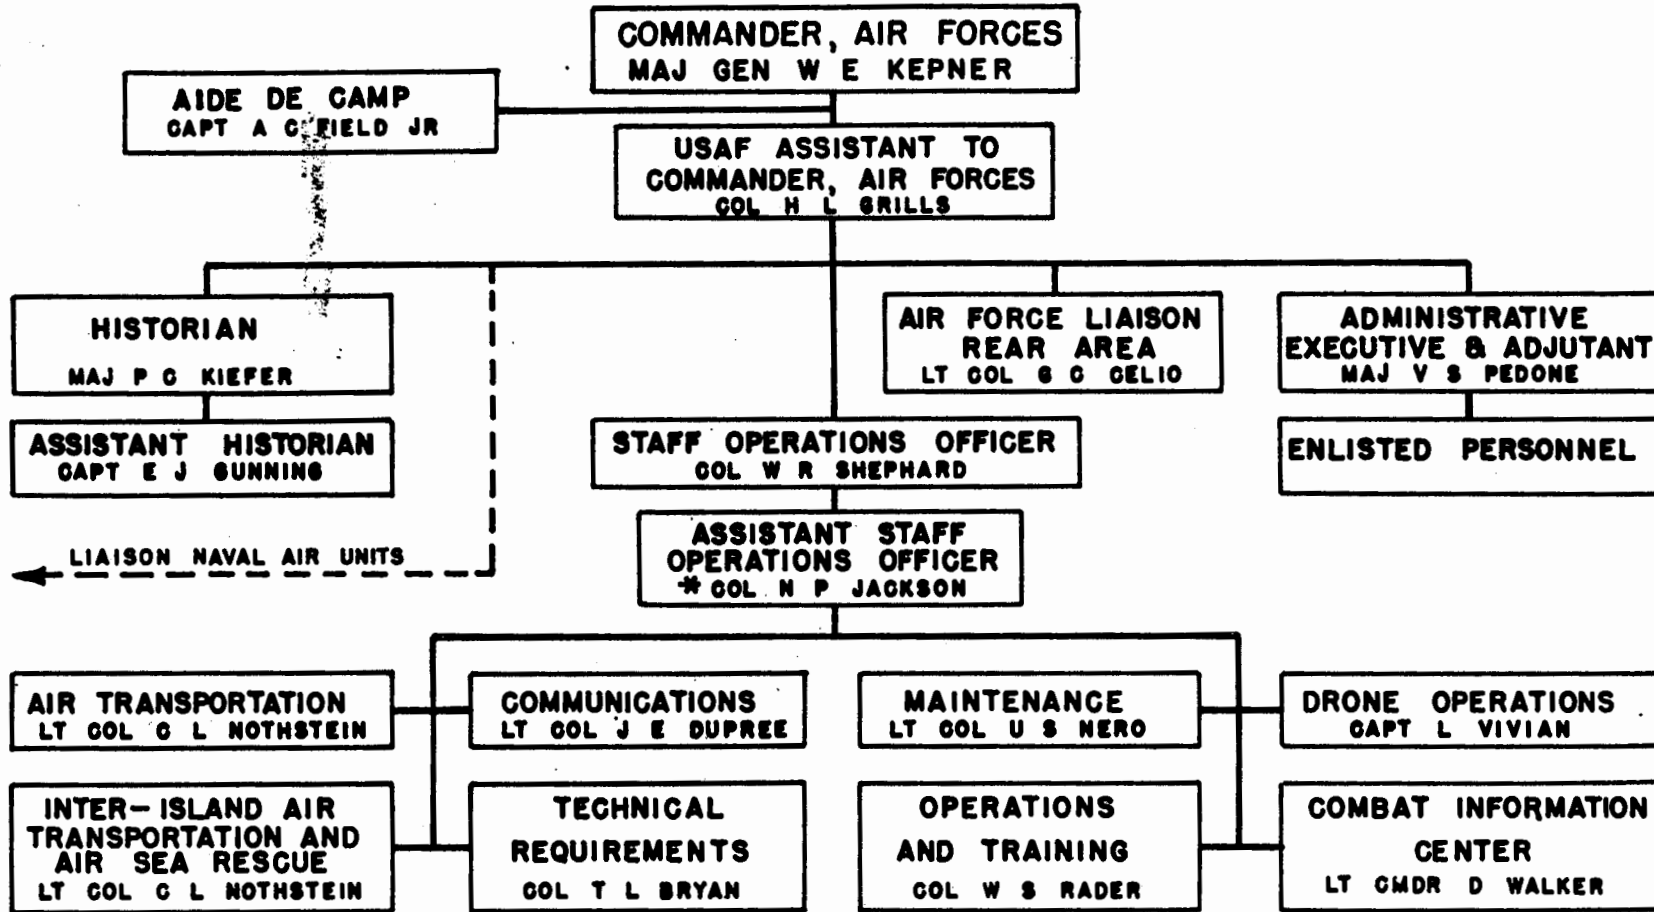 COMMANDER, AIR FORCES
MAJ GEN W E KEPNER
AIDE DE CAMP
CAPT A C FIELD JR
USAF ASSISTANT TO
COMMANDER, AIR FORCES
COL H L GRILLS
HISTORIAN
MAJ P C KIEFER
AIR FORCE LIAISON
REAR AREA
LT COL G C CELIO
ADMINISTRATIVE
EXECUTIVE & ADJUTANT
MAJ V S PEDONE
ASSISTANT HISTORIAN
CAPT E J GUNNING
STAFF OPERATIONS OFFICER
COL W R SHEPHARD
ENLISTED PERSONNEL
ASSISTANT STAFF
OPERATIONS OFFICER
* COL N P JACKSON
LIAISON NAVAL AIR UNITS
AIR TRANSPORTATION
LT COL C L NOTHSTEIN
COMMUNICATIONS
LT COL J E DUPREE
MAINTENANCE
LT COL U S NERO
DRONE OPERATIONS
CAPT L VIVIAN
INTER-ISLAND AIR
TRANSPORTATION AND
AIR SEA RESCUE
LT COL C L NOTHSTEIN
TECHNICAL
REQUIREMENTS
COL T L BRYAN
OPERATIONS
AND TRAINING
COL W S RADER
COMBAT INFORMATION
CENTER
LT CMDR D WALKER